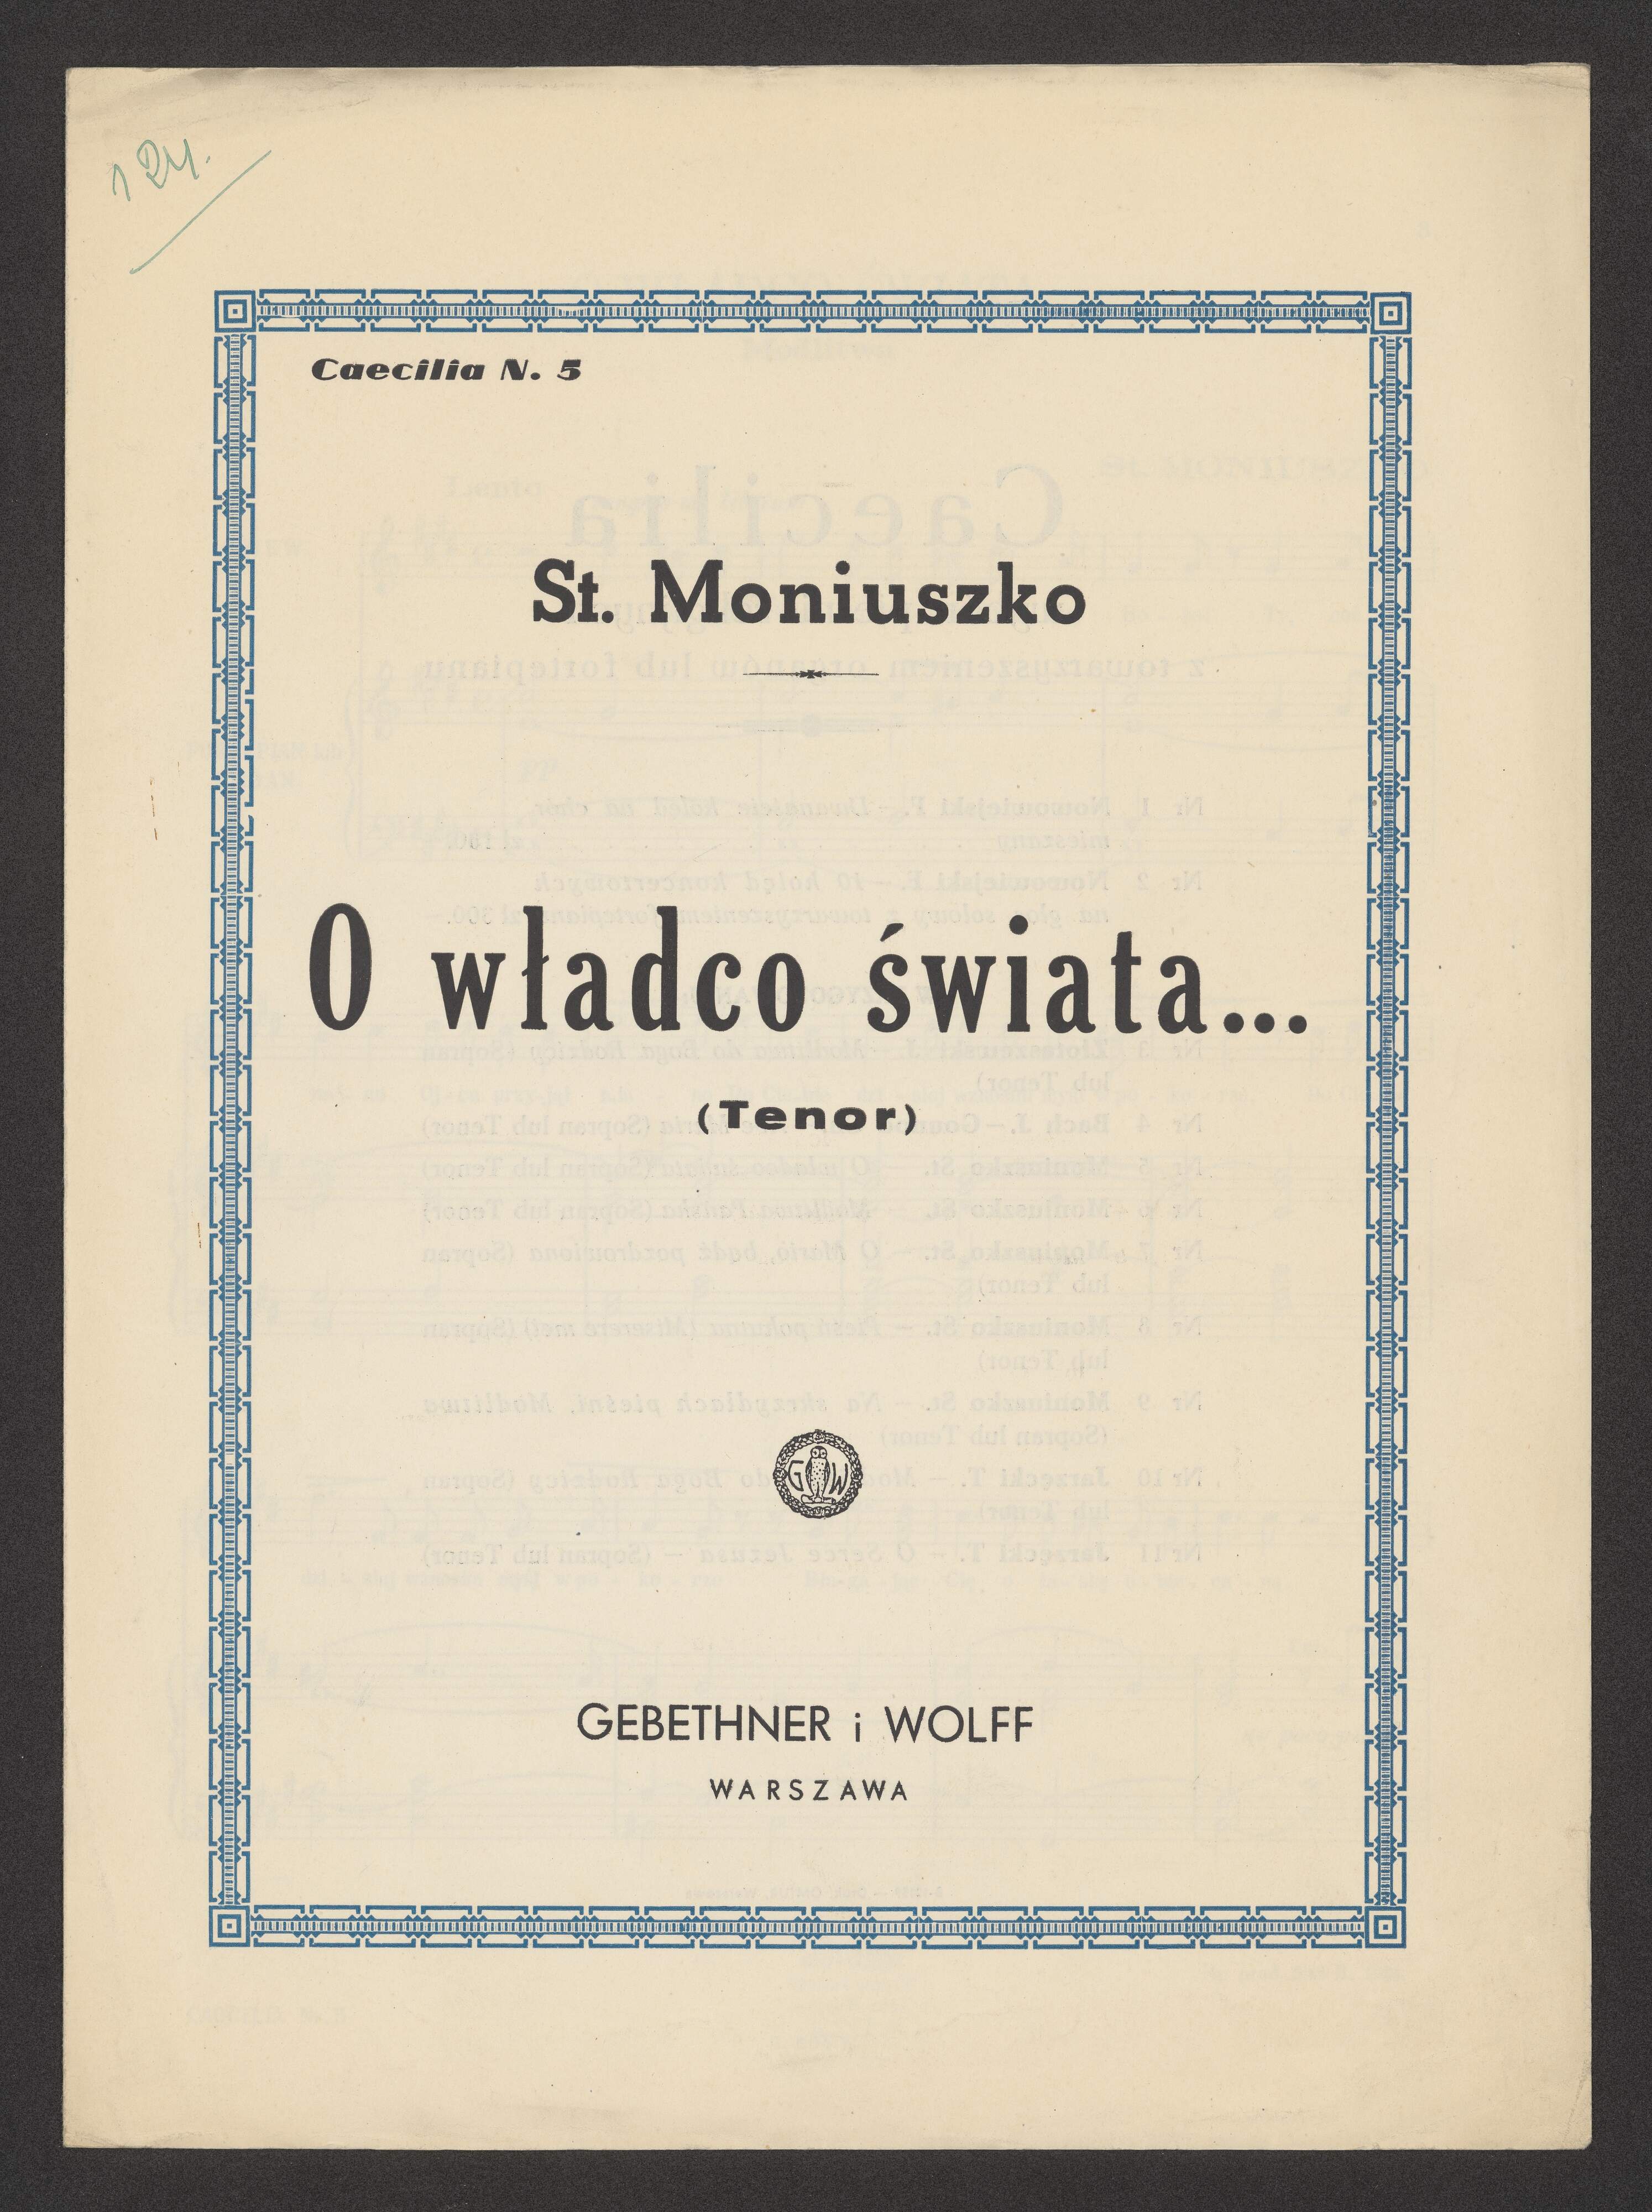 124.
Caecilia N. 5
St. Moniuszko
O władco świata...
(Tenor)
G W
GEBETHNER i WOLFF
WARSZAWA